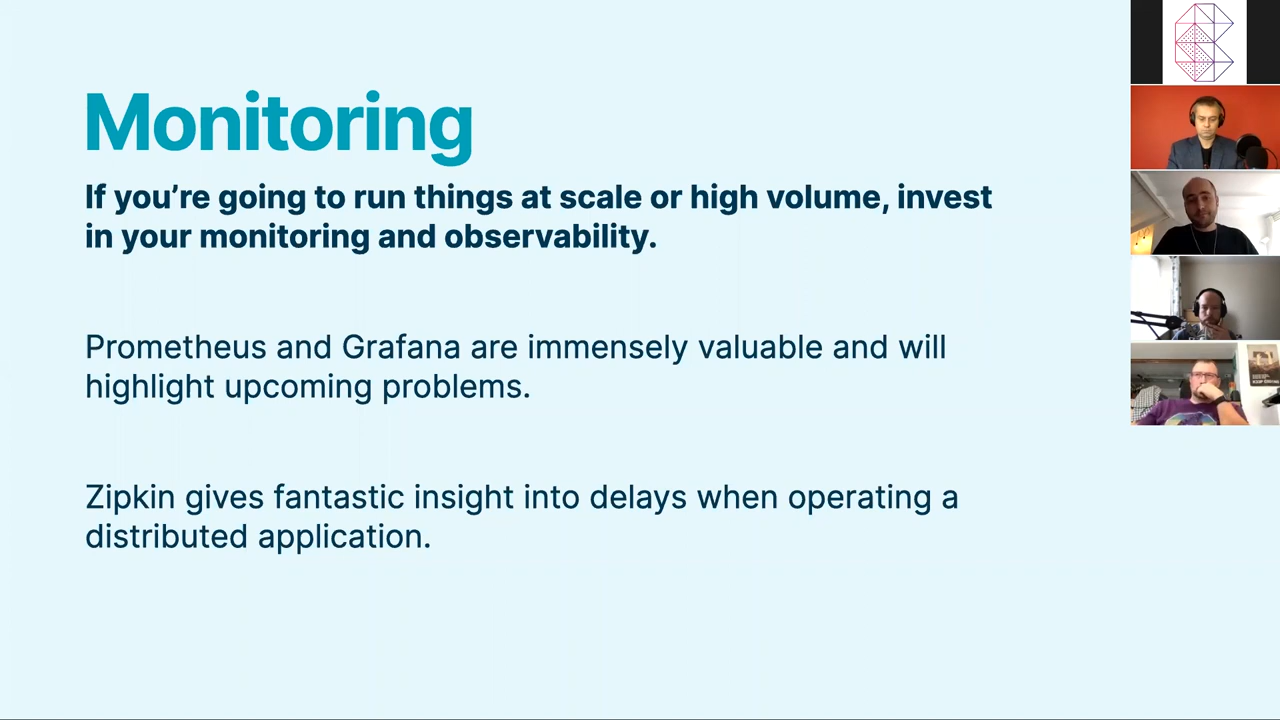 Monitoring
If you’re going to run things at scale or high volume, invest
in your monitoring and observability.
Prometheus and Grafana are immensely valuable and will
highlight upcoming problems.
Zipkin gives fantastic insight into delays when operating a
distributed application.